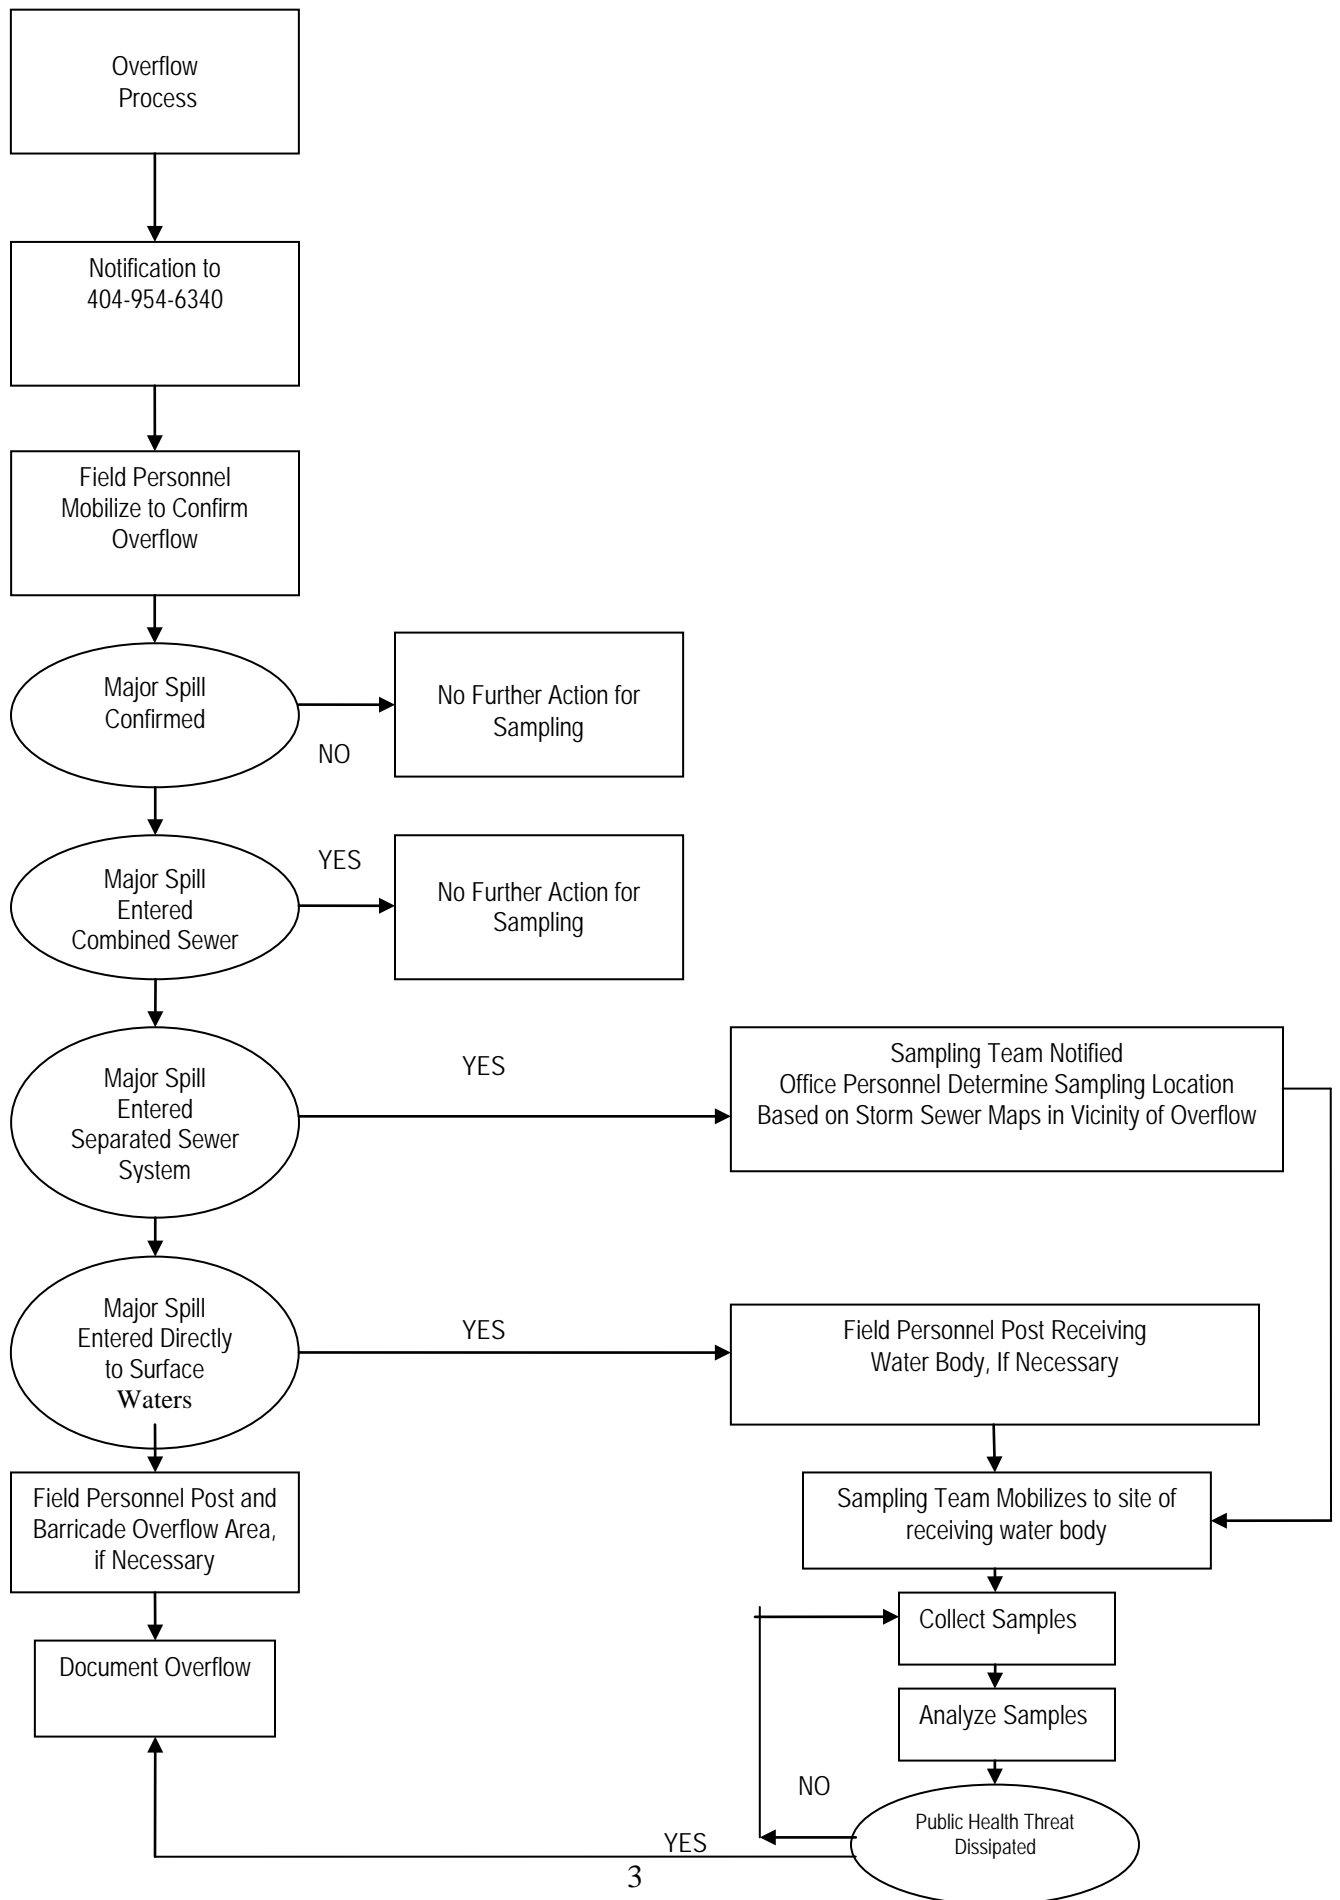 Overflow
Process
Notification to
404-954-6340
Field Personnel
Mobilize to Confirm
Overflow
Major Spill
Confirmed
NO
No Further Action for
Sampling
Major Spill
Entered
Combined Sewer
YES
No Further Action for
Sampling
Major Spill
Entered
Separated Sewer
System
YES
Sampling Team Notified
Office Personnel Determine Sampling Location
Based on Storm Sewer Maps in Vicinity of Overflow
Major Spill
Entered Directly
to Surface
Waters
YES
Field Personnel Post Receiving
Water Body, If Necessary
Field Personnel Post and
Barricade Overflow Area,
if Necessary
Sampling Team Mobilizes to site of
receiving water body
Document Overflow
Collect Samples
Analyze Samples
NO
Public Health Threat
Dissipated
YES
3